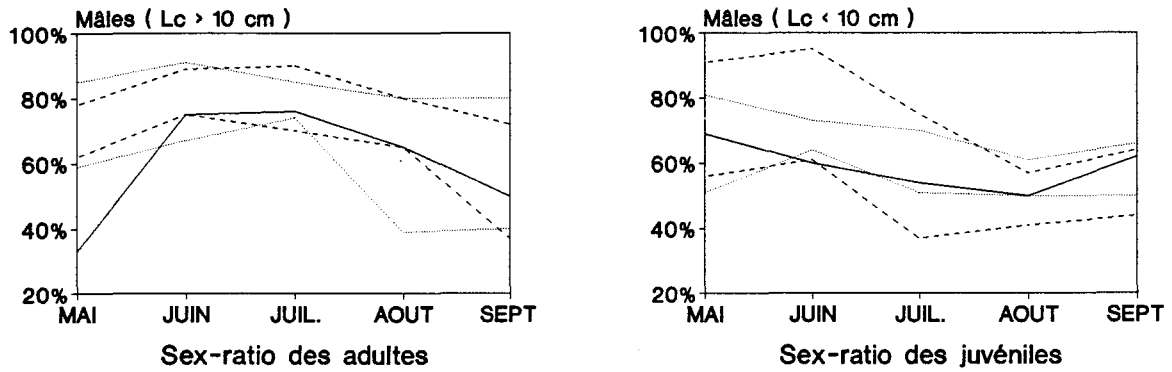 Mâles ( Lc > 10 cm )
100%
80%
60%
40%
20%
MAI JUIN JUIL. AOUT SEPT
Sex-ratio des adultes
Mâles ( Lc < 10 cm )
100%
80%
60%
40%
20%
MAI JUIN JUIL. AOUT SEPT
Sex-ratio des juvéniles